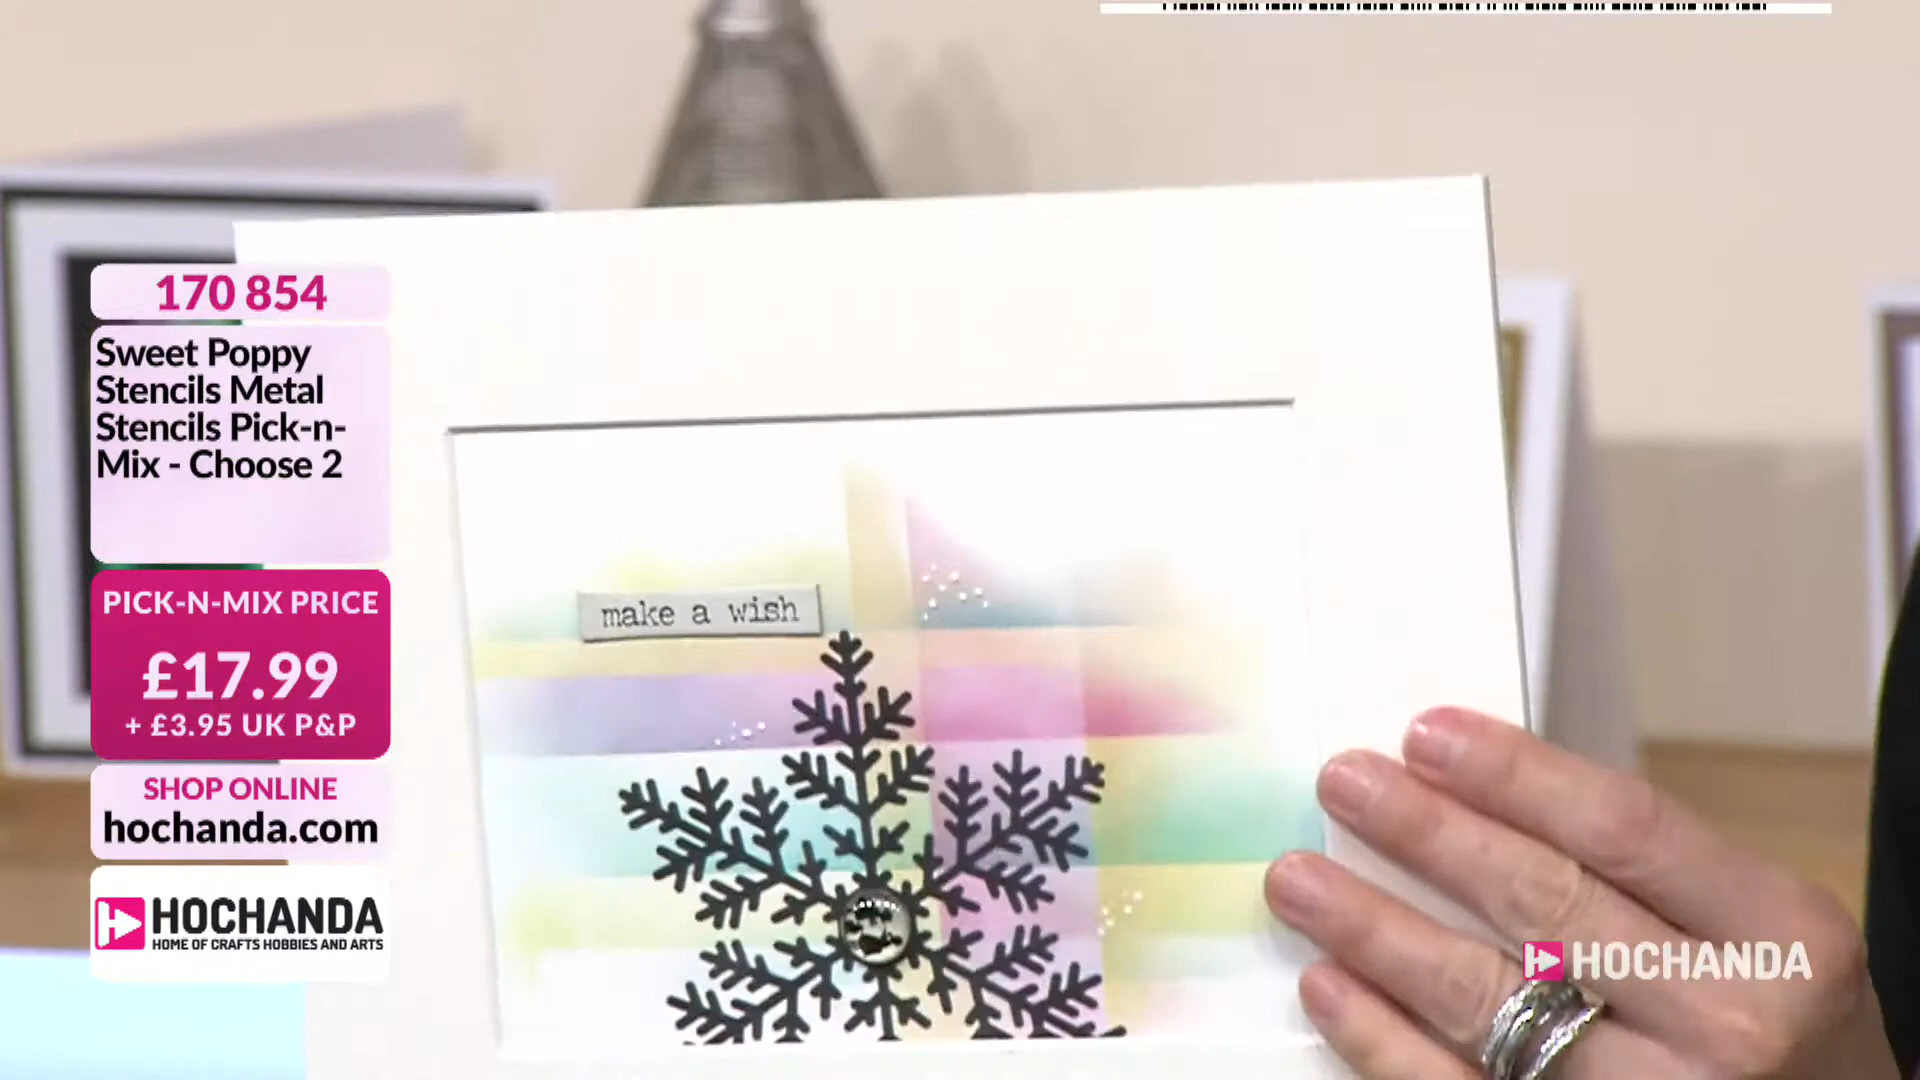 170 854
Sweet Poppy
Stencils Metal
Stencils Pick-n-
Mix - Choose 2
PICK-N-MIX PRICE
£17.99
+ £3.95 UK P&P
SHOP ONLINE
hochanda.com
HOCHANDA
HOME OF CRAFTS HOBBIES AND ARTS
make a wish
HOCHANDA